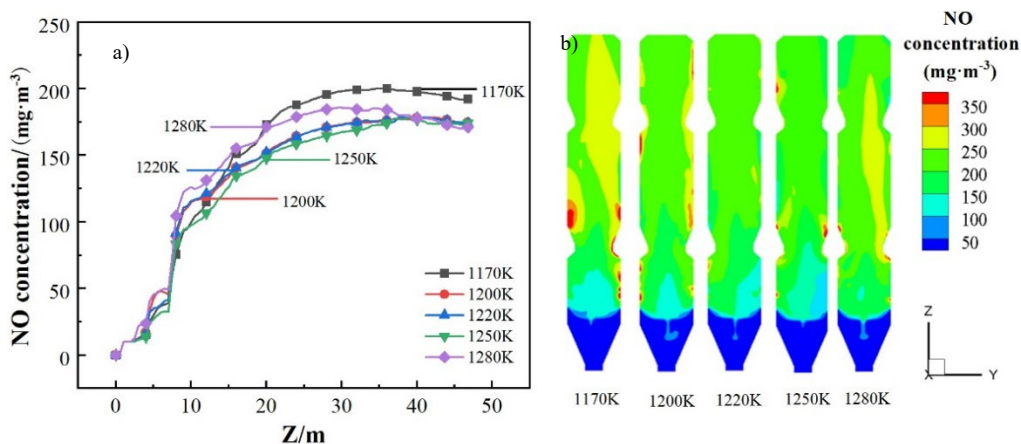 a)
NO concentration/ (mg·m⁻³)
250
200
150
100
50
0
1170K
1280K
1220K
1250K
1200K
1170K
1200K
1220K
1250K
1280K
0 10 20 30 40 50
Z/m
b)
NO
concentration
(mg·m⁻³)
350
300
250
200
150
100
50
Z
X Y
1170K 1200K 1220K 1250K 1280K